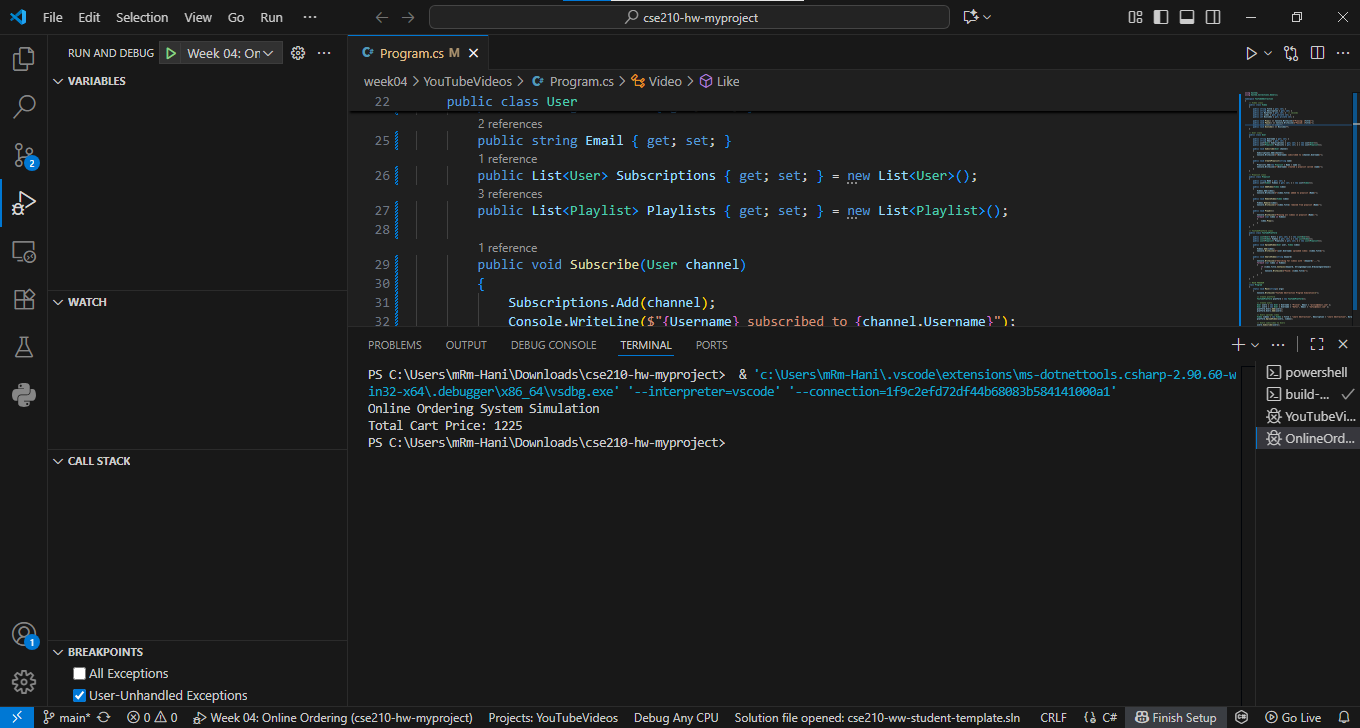 File Edit Selection View Go Run ···
cse210-hw-myproject
RUN AND DEBUG Week 04: Or
VARIABLES
WATCH
CALL STACK
BREAKPOINTS
All Exceptions
User-Unhandled Exceptions
2
1
Program.cs M
week04 > YouTubeVideos > Program.cs > Video > Like
22 public class User
2 references
25 public string Email { get; set; }
1 reference
26 public List<User> Subscriptions { get; set; } = new List<User>();
3 references
27 public List<Playlist> Playlists { get; set; } = new List<Playlist>();
28
1 reference
29 public void Subscribe(User channel)
30 {
31 Subscriptions.Add(channel);
32 Console.WriteLine($"{Username} subscribed to {channel.Username}");
PROBLEMS OUTPUT DEBUG CONSOLE TERMINAL PORTS
PS C:\Users\mRm-Hani\Downloads\cse210-hw-myproject> & 'c:\Users\mRm-Hani\.vscode\extensions\ms-dotnettools.csharp-2.90.60-w
in32-x64\.debugger\x86_64\vsdbg.exe' '--interpreter=vscode' '--connection=1f9c2efd72df44b68083b584141000a1'
Online Ordering System Simulation
Total Cart Price: 1225
PS C:\Users\mRm-Hani\Downloads\cse210-hw-myproject>
powershell
build-...
YouTubeVi...
OnlineOrd...
main* 0 0 Week 04: Online Ordering (cse210-hw-myproject) Projects: YouTubeVideos Debug Any CPU Solution file opened: cse210-ww-student-template.sln CRLF {} C# Finish Setup Go Live